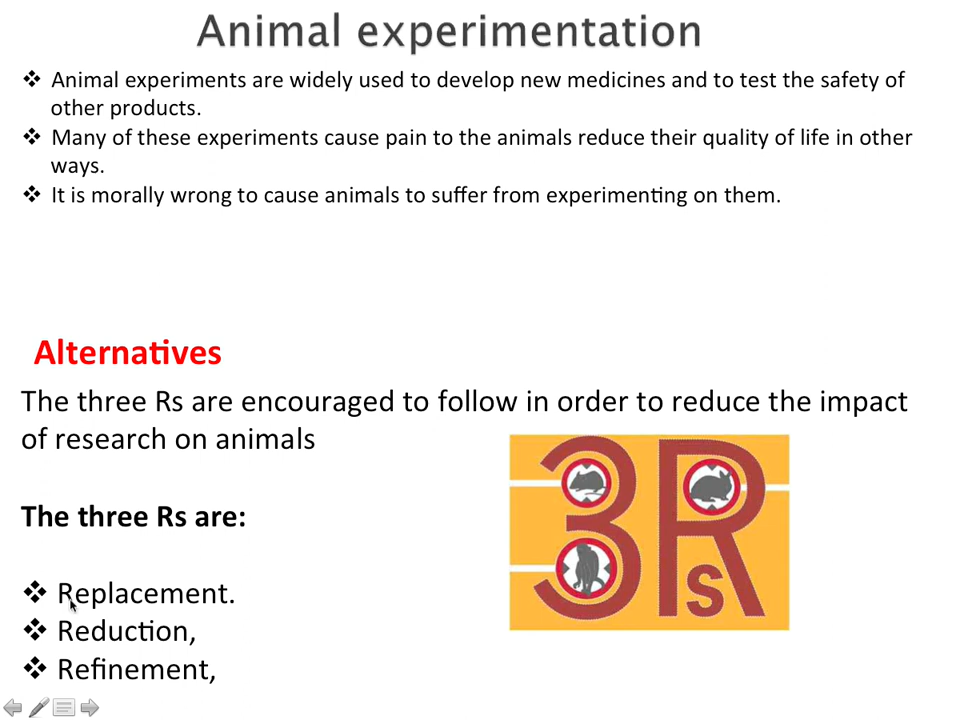 Animal experimentation
❖ Animal experiments are widely used to develop new medicines and to test the safety of
other products.
❖ Many of these experiments cause pain to the animals reduce their quality of life in other
ways.
❖ It is morally wrong to cause animals to suffer from experimenting on them.
Alternatives
The three Rs are encouraged to follow in order to reduce the impact
of research on animals
3Rs
The three Rs are:
❖ Replacement.
❖ Reduction,
❖ Refinement,